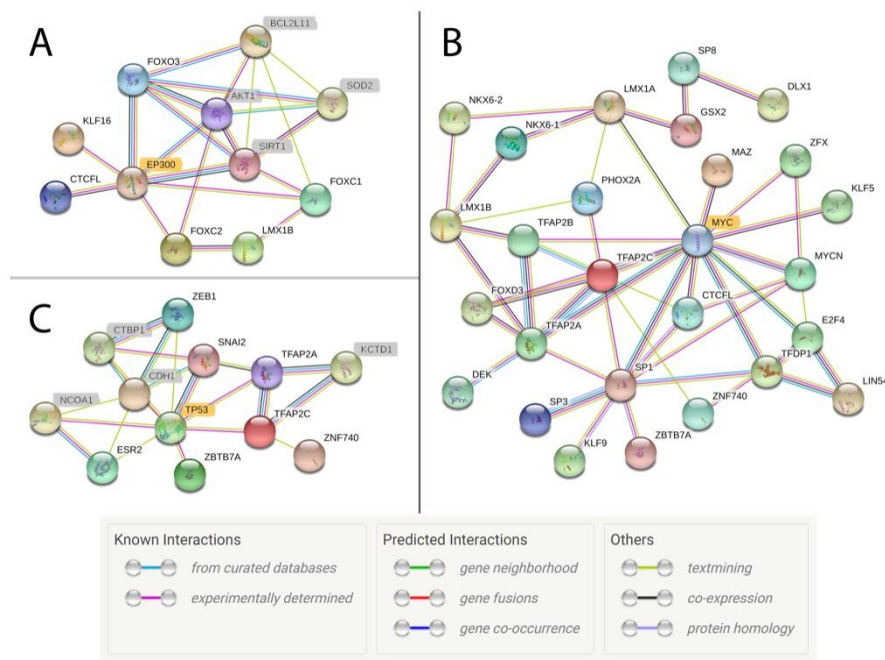 A
BCL2L11
FOXO3
SOD2
AKT1
KLF16
SIRT1
EP300
CTCFL
FOXC1
FOXC2
LMX1B
B
SP8
DLX1
NKX6-2
LMX1A
GSX2
NKX6-1
MAZ
ZFX
PHOX2A
KLF5
LMX1B
TFAP2B
MYC
TFAP2C
MYCN
FOXD3
CTCFL
TFAP2A
E2F4
SP1
TFDP1
DEK
LIN54
SP3
ZNF740
KLF9
ZBTB7A
C
ZEB1
CTBP1
SNAI2
TFAP2A
KCTD1
CDH1
NCOA1
TP53
TFAP2C
ZNF740
ESR2
ZBTB7A
Known Interactions
from curated databases
experimentally determined
Predicted Interactions
gene neighborhood
gene fusions
gene co-occurrence
Others
textmining
co-expression
protein homology